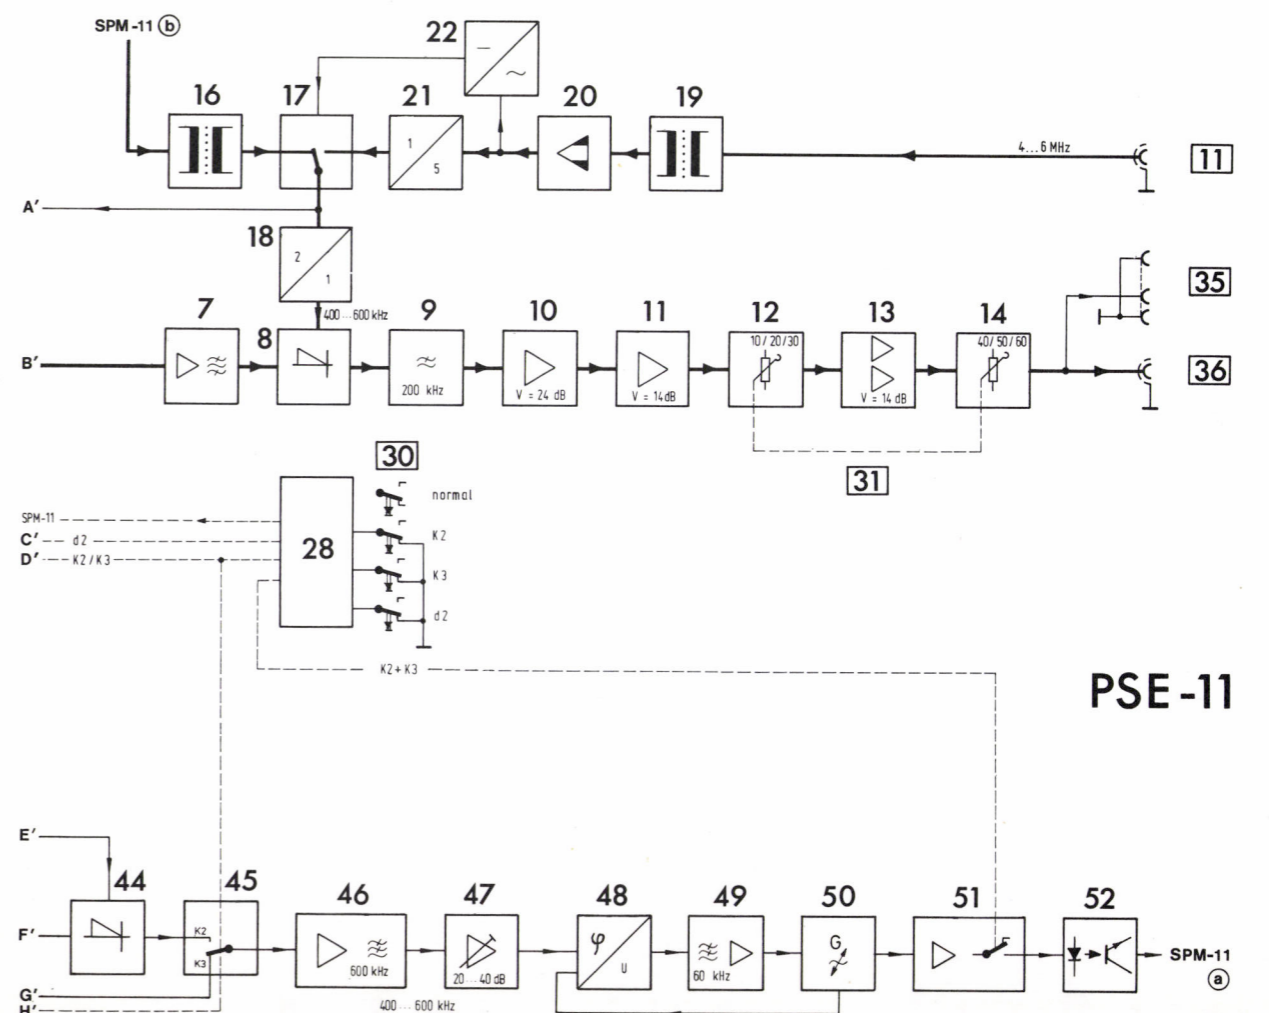 SPM-11 b
22
16
17
21
20
19
— ~
1
5
4...6 MHz
11
A′
18
2
1
400...600 kHz
35
7
8
9
10
11
12
13
14
10/20/30
40/50/60
B′
200 kHz
V = 24 dB
V = 14 dB
V = 14 dB
36
30
31
normal
SPM-11
C′ d2
D′ K2/K3
28
K2
K3
d2
K2+K3
PSE-11
E′
44
45
46
47
48
49
50
51
52
F′
K2
K3
600 kHz
20...40 dB
φ
U
60 kHz
G
SPM-11
a
G′
H′
400...600 kHz